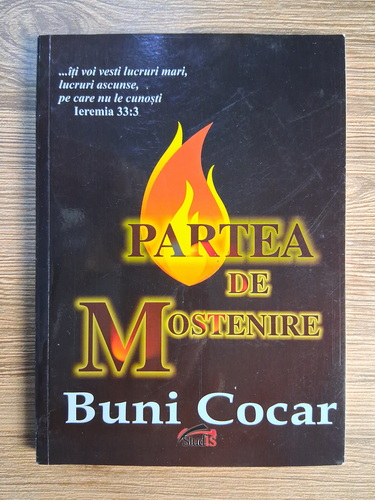 ...îți voi vesti lucruri mari,
lucruri ascunse,
pe care nu le cunoști
Ieremia 33:3
PARTEA
DE
MOSTENIRE
Buni Cocar
StudIS